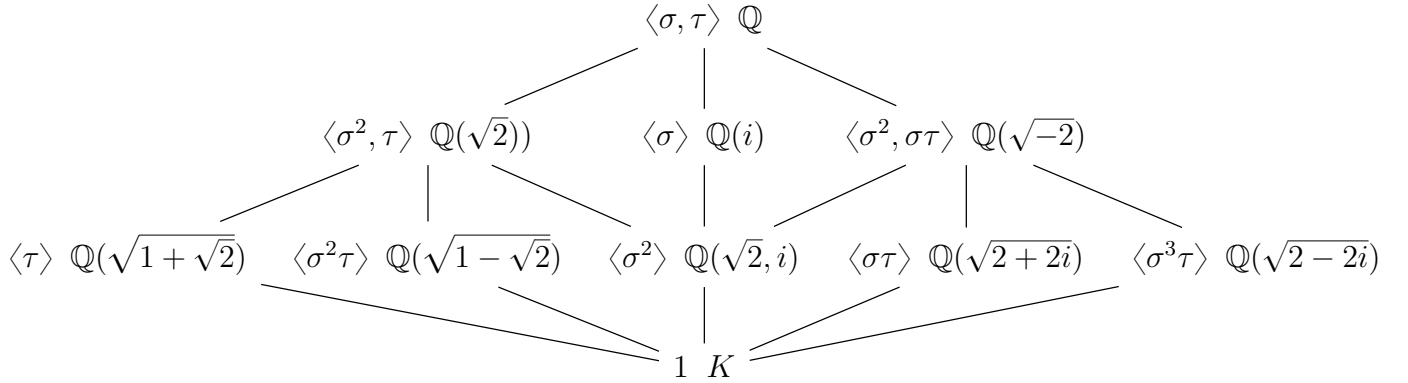 ⟨σ, τ⟩ ℚ
⟨σ², τ⟩ ℚ(√2)) ⟨σ⟩ ℚ(i) ⟨σ², στ⟩ ℚ(√−2)
⟨τ⟩ ℚ(√(1 + √2)) ⟨σ²τ⟩ ℚ(√(1 − √2)) ⟨σ²⟩ ℚ(√2, i) ⟨στ⟩ ℚ(√(2 + 2i)) ⟨σ³τ⟩ ℚ(√(2 − 2i))
1 K